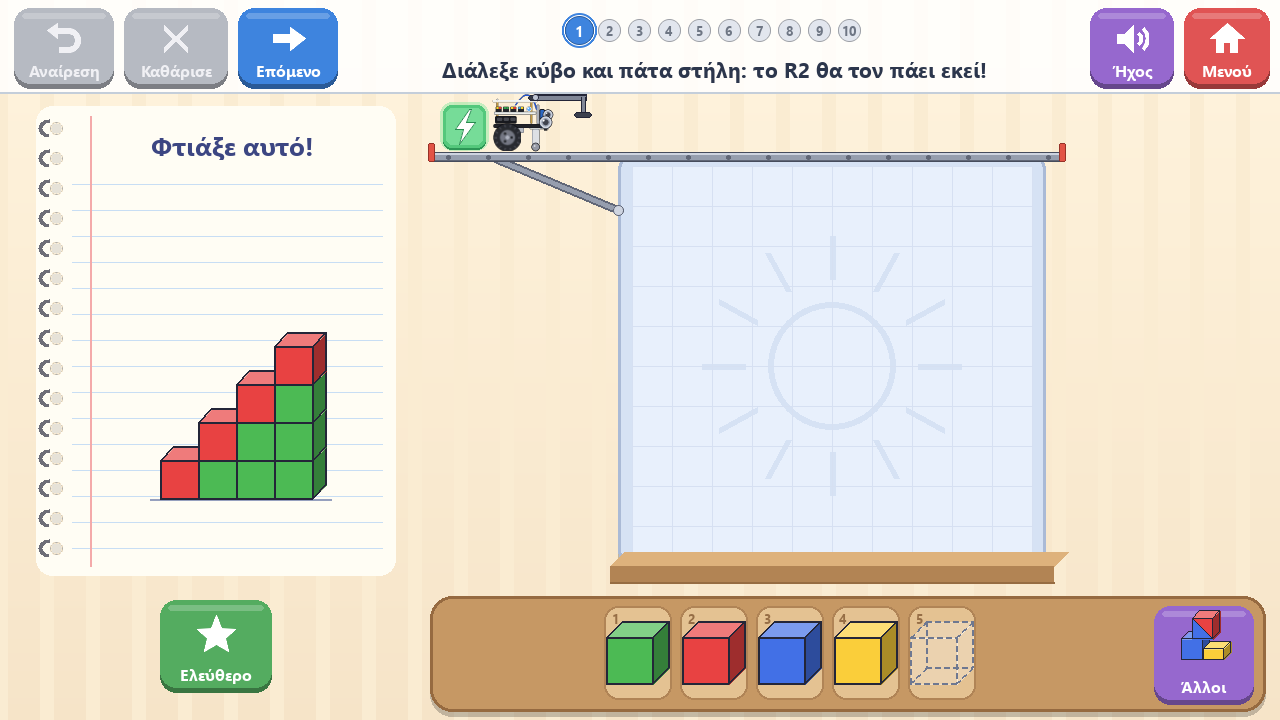 Αναίρεση
Καθάρισε
Επόμενο
1 2 3 4 5 6 7 8 9 10
Διάλεξε κύβο και πάτα στήλη: το R2 θα τον πάει εκεί!
Ήχος
Μενού
Φτιάξε αυτό!
Ελεύθερο
1 2 3 4 5
Άλλοι